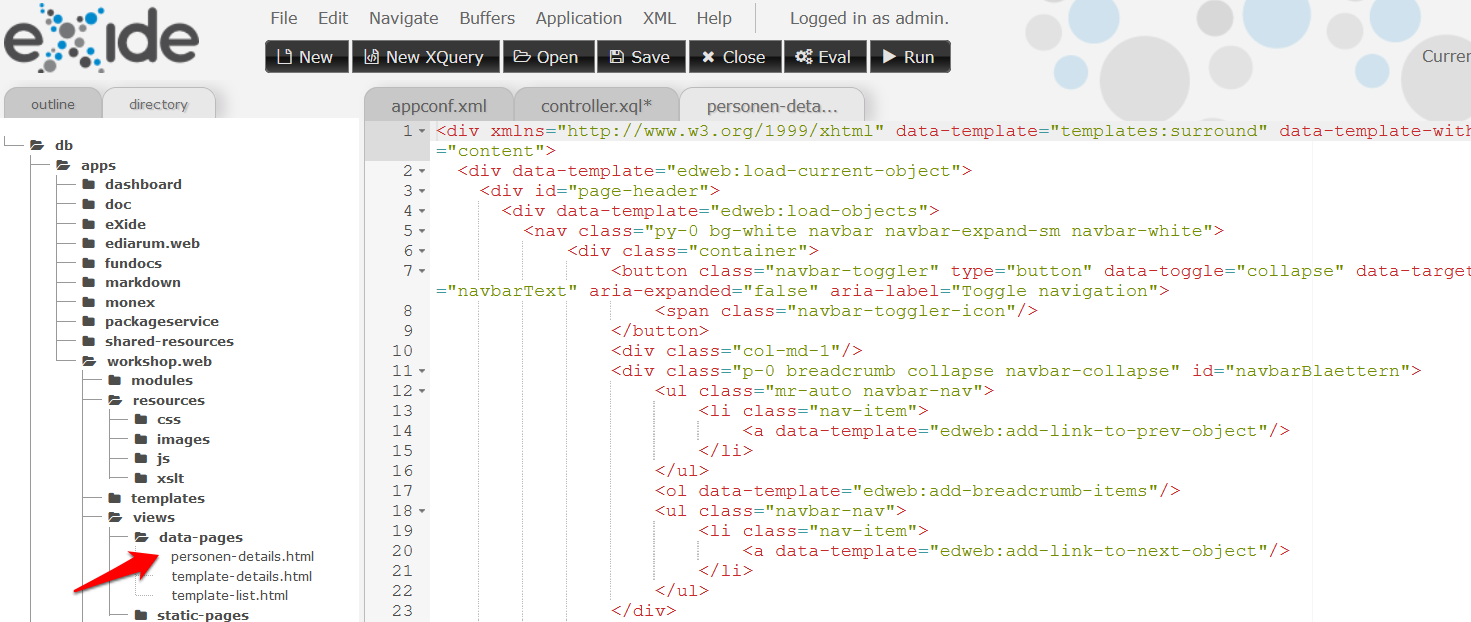 eXide
File Edit Navigate Buffers Application XML Help Logged in as admin.
New New XQuery Open Save Close Eval Run
Curren
outline directory
appconf.xml controller.xql* personen-deta...
db
apps
dashboard
doc
eXide
ediarum.web
fundocs
markdown
monex
packageservice
shared-resources
workshop.web
modules
resources
css
images
js
xslt
templates
views
data-pages
personen-details.html
template-details.html
template-list.html
static-pages
1 <div xmlns="http://www.w3.org/1999/xhtml" data-template="templates:surround" data-template-with
="content">
2 <div data-template="edweb:load-current-object">
3 <div id="page-header">
4 <div data-template="edweb:load-objects">
5 <nav class="py-0 bg-white navbar navbar-expand-sm navbar-white">
6 <div class="container">
7 <button class="navbar-toggler" type="button" data-toggle="collapse" data-target
="navbarText" aria-expanded="false" aria-label="Toggle navigation">
8 <span class="navbar-toggler-icon"/>
9 </button>
10 <div class="col-md-1"/>
11 <div class="p-0 breadcrumb collapse navbar-collapse" id="navbarBlaettern">
12 <ul class="mr-auto navbar-nav">
13 <li class="nav-item">
14 <a data-template="edweb:add-link-to-prev-object"/>
15 </li>
16 </ul>
17 <ol data-template="edweb:add-breadcrumb-items"/>
18 <ul class="navbar-nav">
19 <li class="nav-item">
20 <a data-template="edweb:add-link-to-next-object"/>
21 </li>
22 </ul>
23 </div>